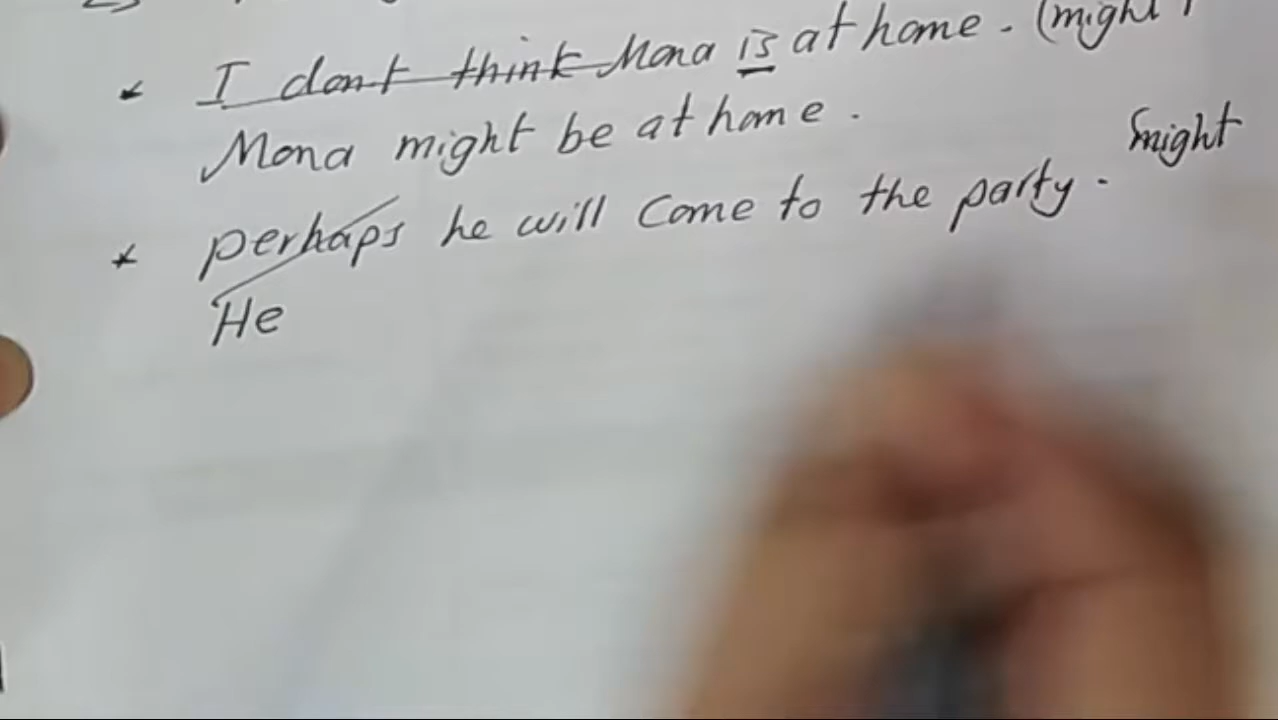 * I dont think Mona is at home. (might
Mona might be at home.
* perhaps he will come to the party. (might
He